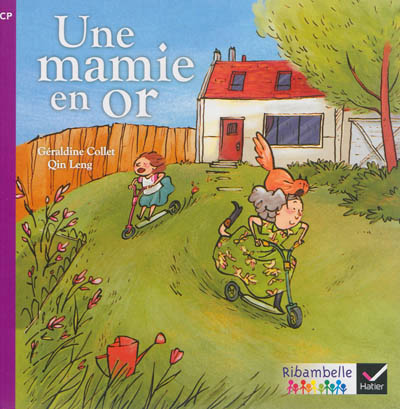 CP
Une
mamie
en or
Géraldine Collet
Qin Leng
Ribambelle
Hatier